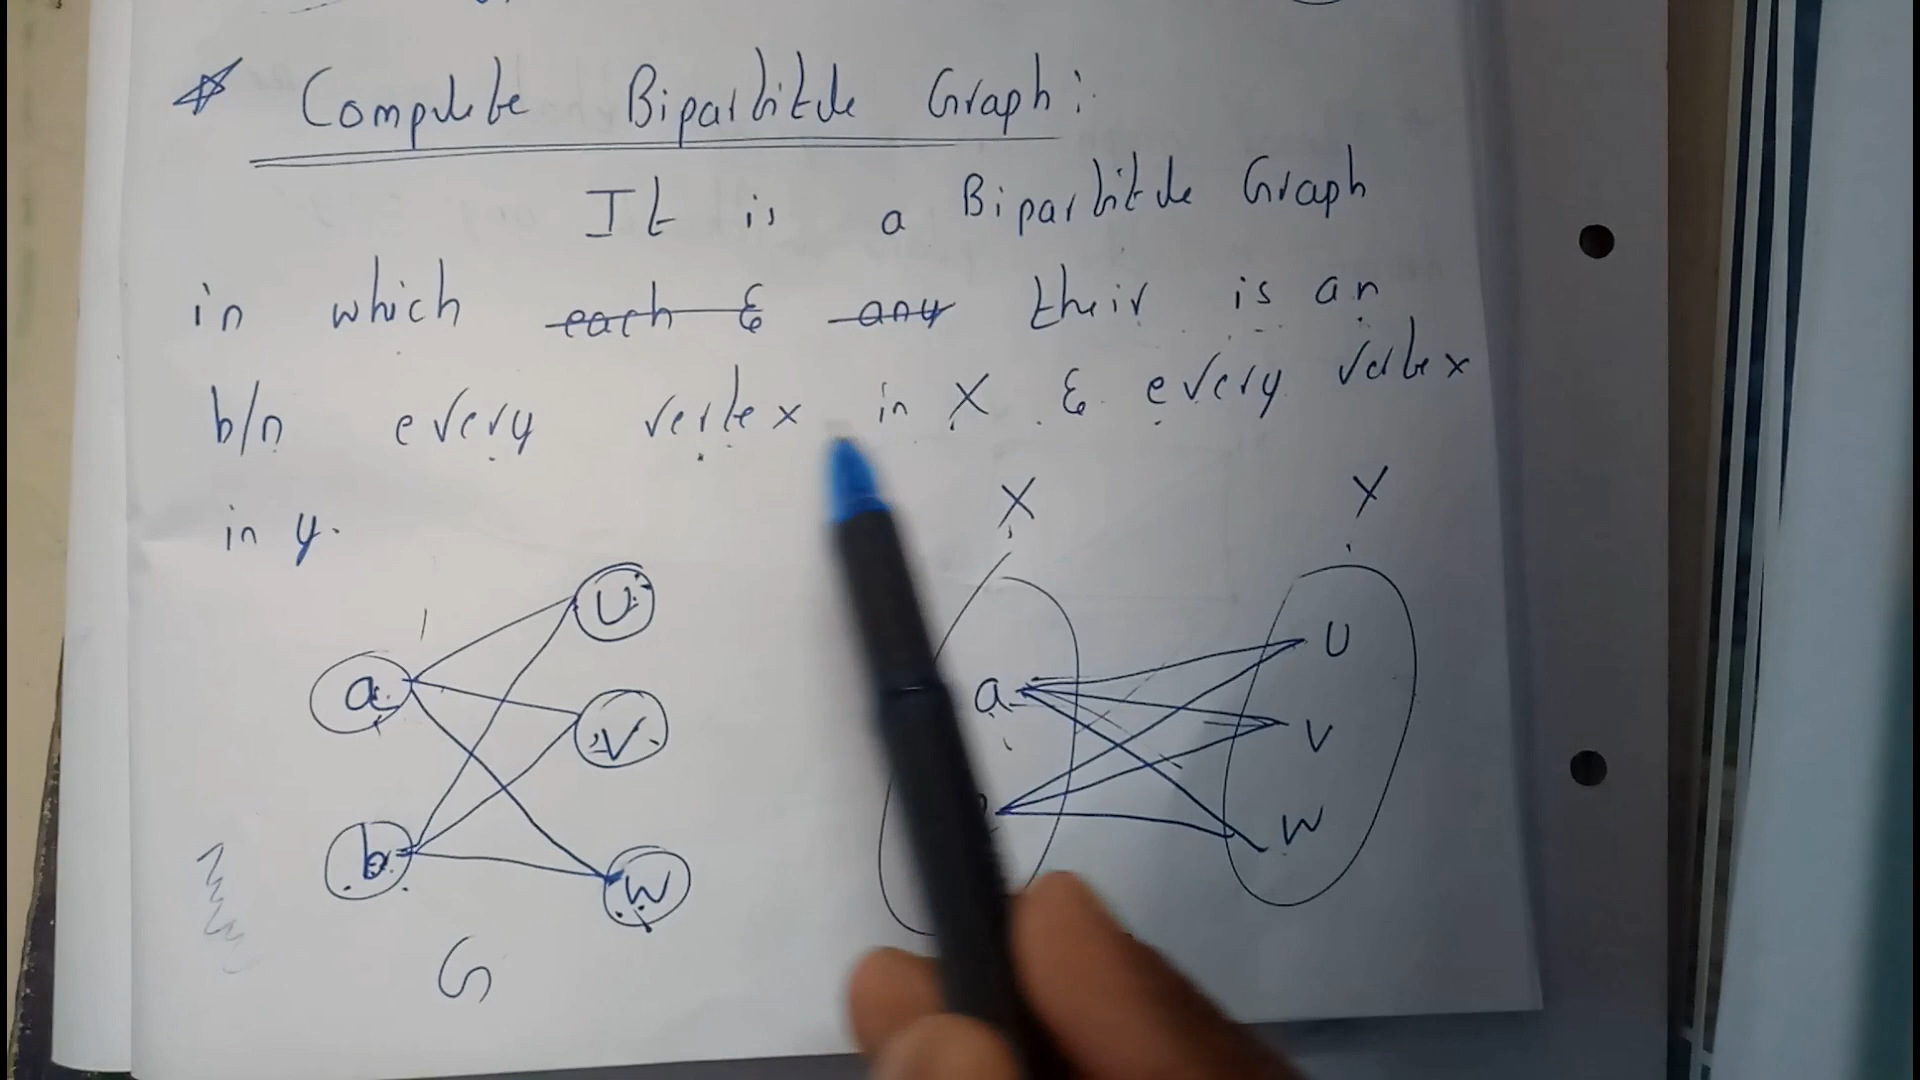 Complete Bipartite Graph:
It is a Bipartite Graph
in which each & any their is an
b/n every vertex in X & every vertex
in y.
X Y
U
a
V
b
W
G
a
U
V
W